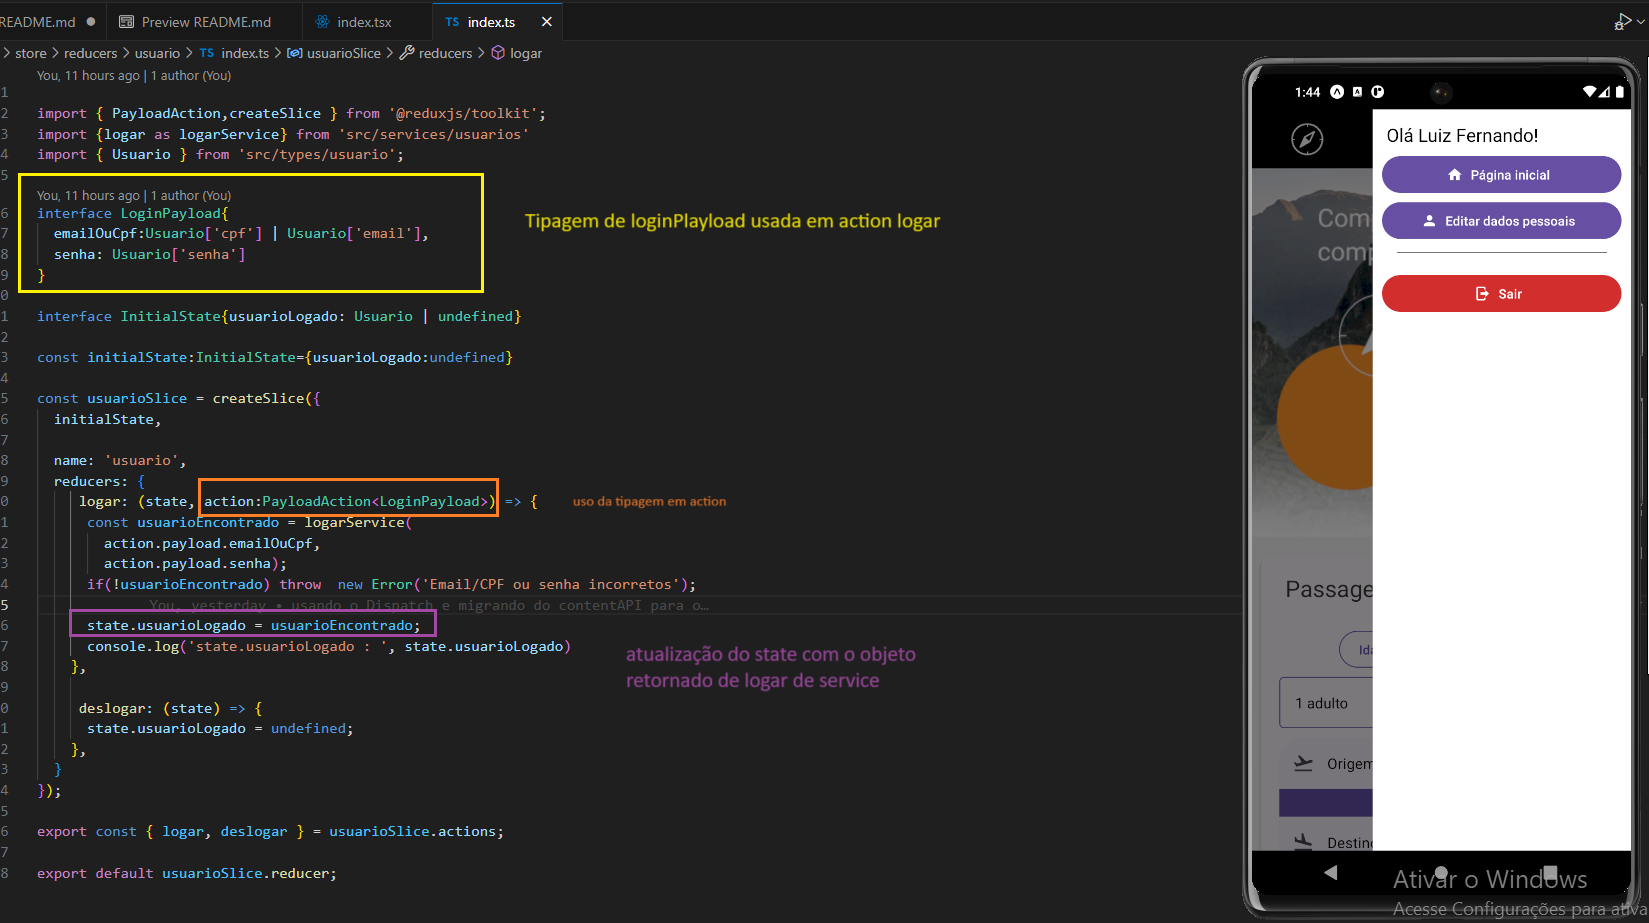 README.md
Preview README.md
index.tsx
TS index.ts
store > reducers > usuario > TS index.ts > usuarioSlice > reducers > logar
You, 11 hours ago | 1 author (You)
1
2 import { PayloadAction,createSlice } from '@reduxjs/toolkit';
3 import {logar as logarService} from 'src/services/usuarios'
4 import { Usuario } from 'src/types/usuario';
5
You, 11 hours ago | 1 author (You)
6 interface LoginPayload{
7 emailOuCpf:Usuario['cpf'] | Usuario['email'],
8 senha: Usuario['senha']
9 }
Tipagem de loginPlayload usada em action logar
0
1 interface InitialState{usuarioLogado: Usuario | undefined}
2
3 const initialState:InitialState={usuarioLogado:undefined}
4
5 const usuarioSlice = createSlice({
6 initialState,
7
8 name: 'usuario',
9 reducers: {
0 logar: (state, action:PayloadAction<LoginPayload>) => {
uso da tipagem em action
1 const usuarioEncontrado = logarService(
2 action.payload.emailOuCpf,
3 action.payload.senha);
4 if(!usuarioEncontrado) throw new Error('Email/CPF ou senha incorretos');
5 You, yesterday • usando o Dispatch e migrando do contentAPI para o…
6 state.usuarioLogado = usuarioEncontrado;
7 console.log('state.usuarioLogado : ', state.usuarioLogado)
8 },
atualização do state com o objeto
retornado de logar de service
9
0 deslogar: (state) => {
1 state.usuarioLogado = undefined;
2 },
3 }
4 });
5
6 export const { logar, deslogar } = usuarioSlice.actions;
7
8 export default usuarioSlice.reducer;
1:44
Olá Luiz Fernando!
Página inicial
Editar dados pessoais
Sair
Passage
1 adulto
Origem
Ativar o Windows
Acesse Configurações para ativa